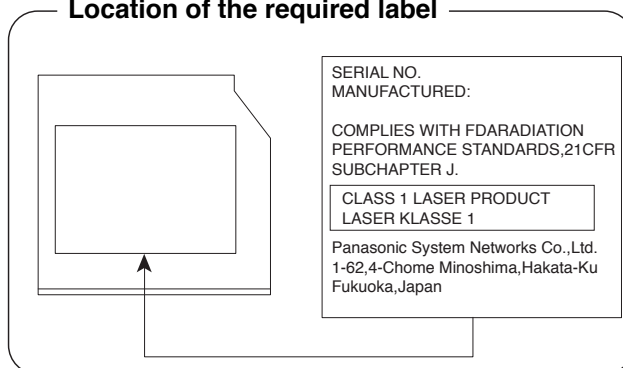 Location of the required label
SERIAL NO.
MANUFACTURED:
COMPLIES WITH FDARADIATION
PERFORMANCE STANDARDS,21CFR
SUBCHAPTER J.
CLASS 1 LASER PRODUCT
LASER KLASSE 1
Panasonic System Networks Co.,Ltd.
1-62,4-Chome Minoshima,Hakata-Ku
Fukuoka,Japan